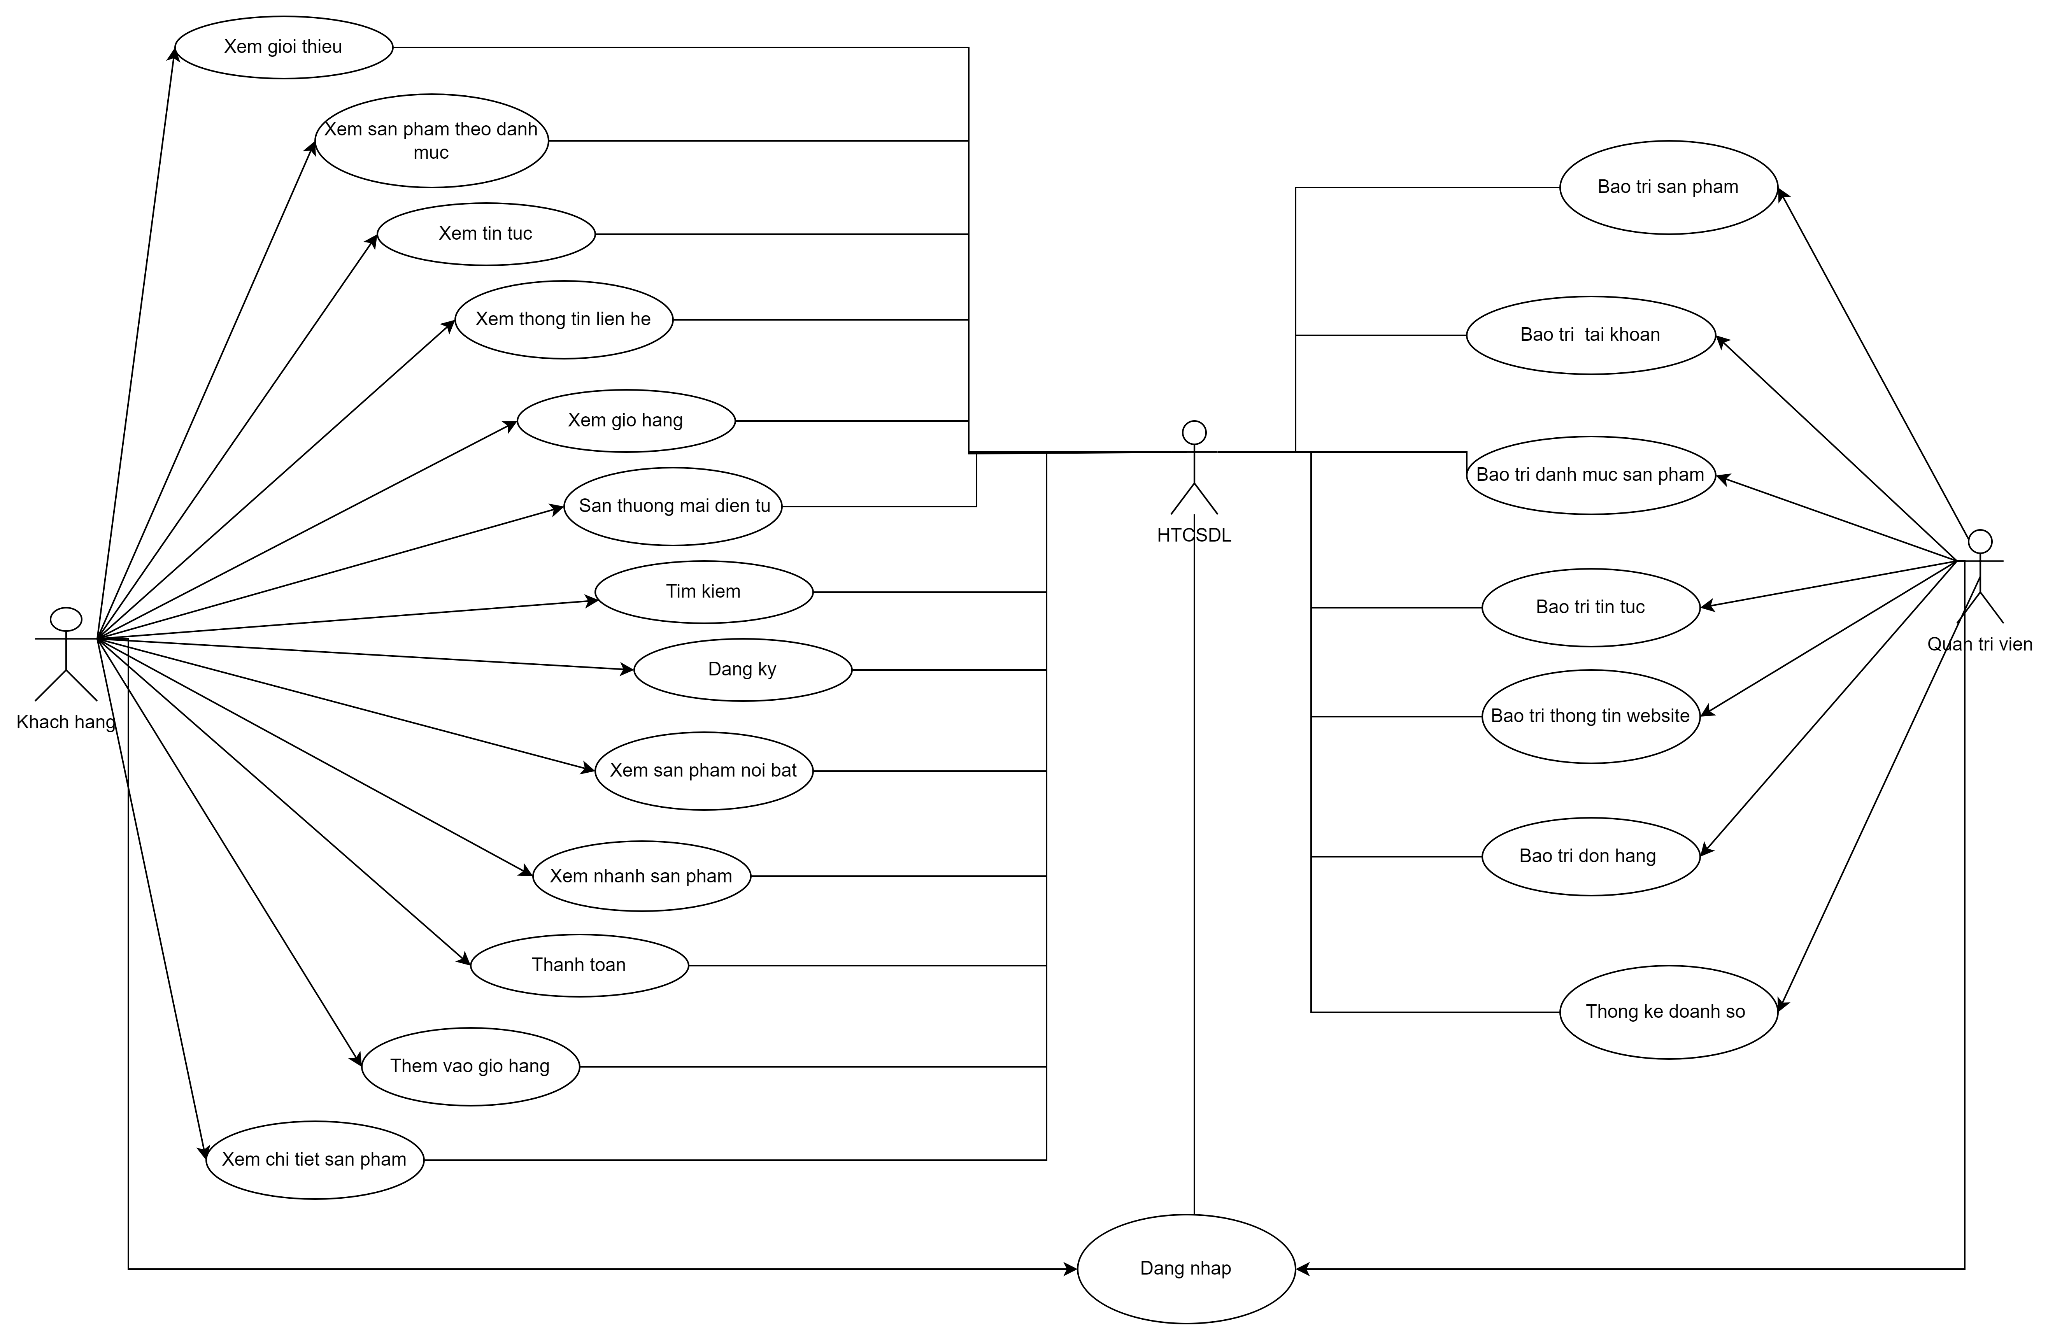 Xem gioi thieu
Xem san pham theo danh
muc
Xem tin tuc
Xem thong tin lien he
Xem gio hang
San thuong mai dien tu
Tim kiem
Dang ky
Khach hang
Xem san pham noi bat
Xem nhanh san pham
Thanh toan
Them vao gio hang
Xem chi tiet san pham
HTCSDL
Dang nhap
Bao tri san pham
Bao tri  tai khoan
Bao tri danh muc san pham
Bao tri tin tuc
Quan tri vien
Bao tri thong tin website
Bao tri don hang
Thong ke doanh so